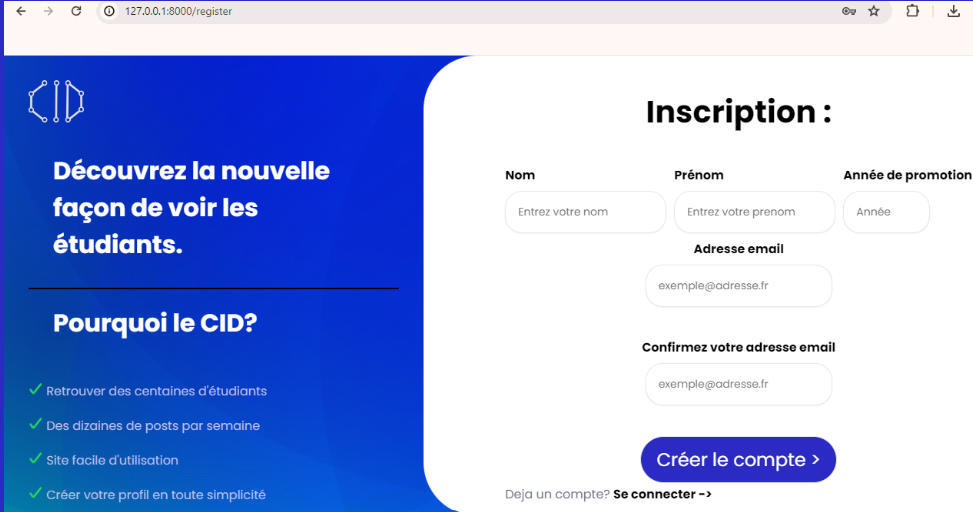 127.0.0.1:8000/register
CID
Découvrez la nouvelle
façon de voir les
étudiants.
Pourquoi le CID?
Retrouver des centaines d'étudiants
Des dizaines de posts par semaine
Site facile d'utilisation
Créer votre profil en toute simplicité
Inscription :
Nom Prénom Année de promotion
Entrez votre nom Entrez votre prenom Année
Adresse email
exemple@adresse.fr
Confirmez votre adresse email
exemple@adresse.fr
Créer le compte >
Deja un compte? Se connecter ->